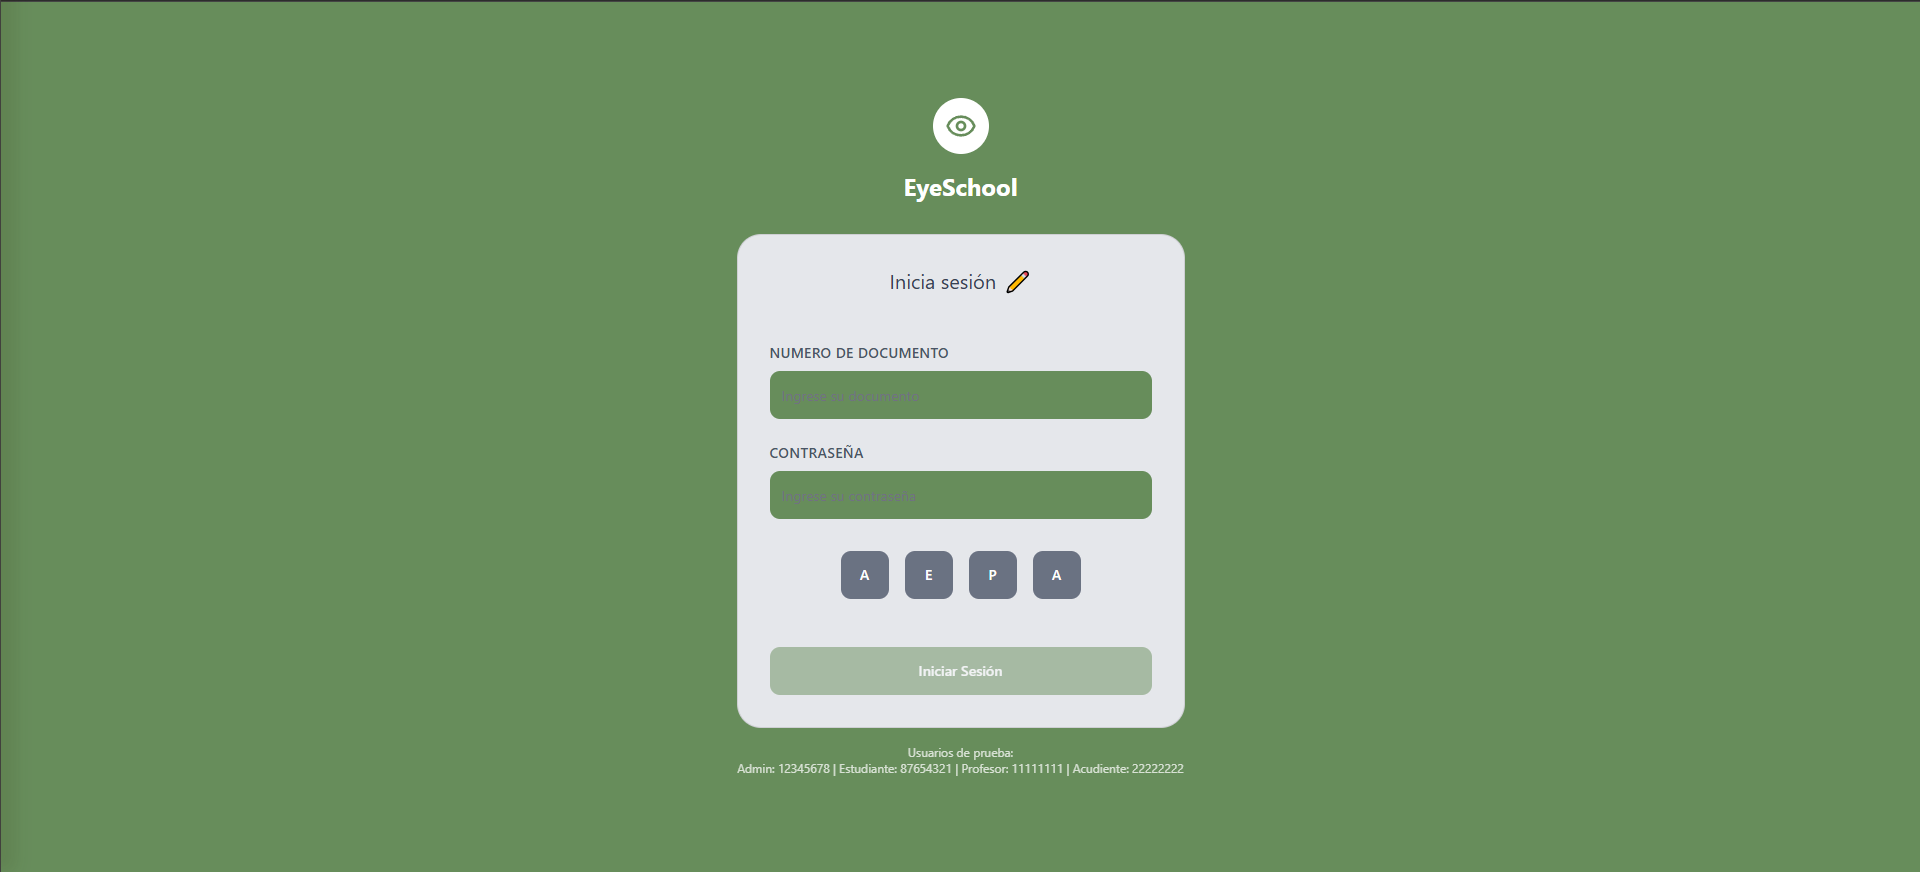 EyeSchool
Inicia sesión
NUMERO DE DOCUMENTO
Ingrese su documento
CONTRASEÑA
Ingrese su contraseña
A E P A
Iniciar Sesión
Usuarios de prueba:
Admin: 12345678 | Estudiante: 87654321 | Profesor: 11111111 | Acudiente: 22222222